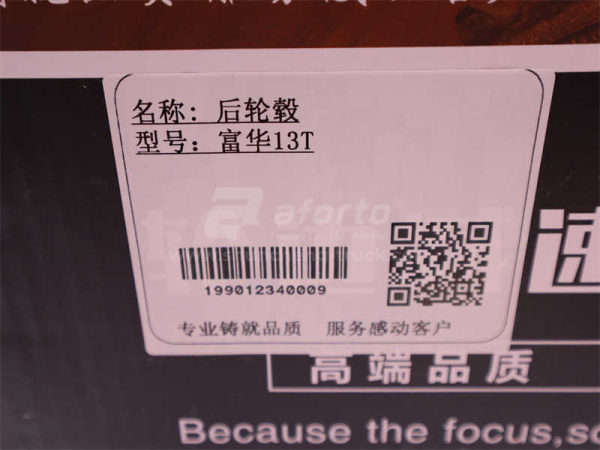 名称: 后轮毂
型号: 富华13T
aforto
199012340009
专业铸就品质 服务感动客户
速
高端品质
Because the focus,so